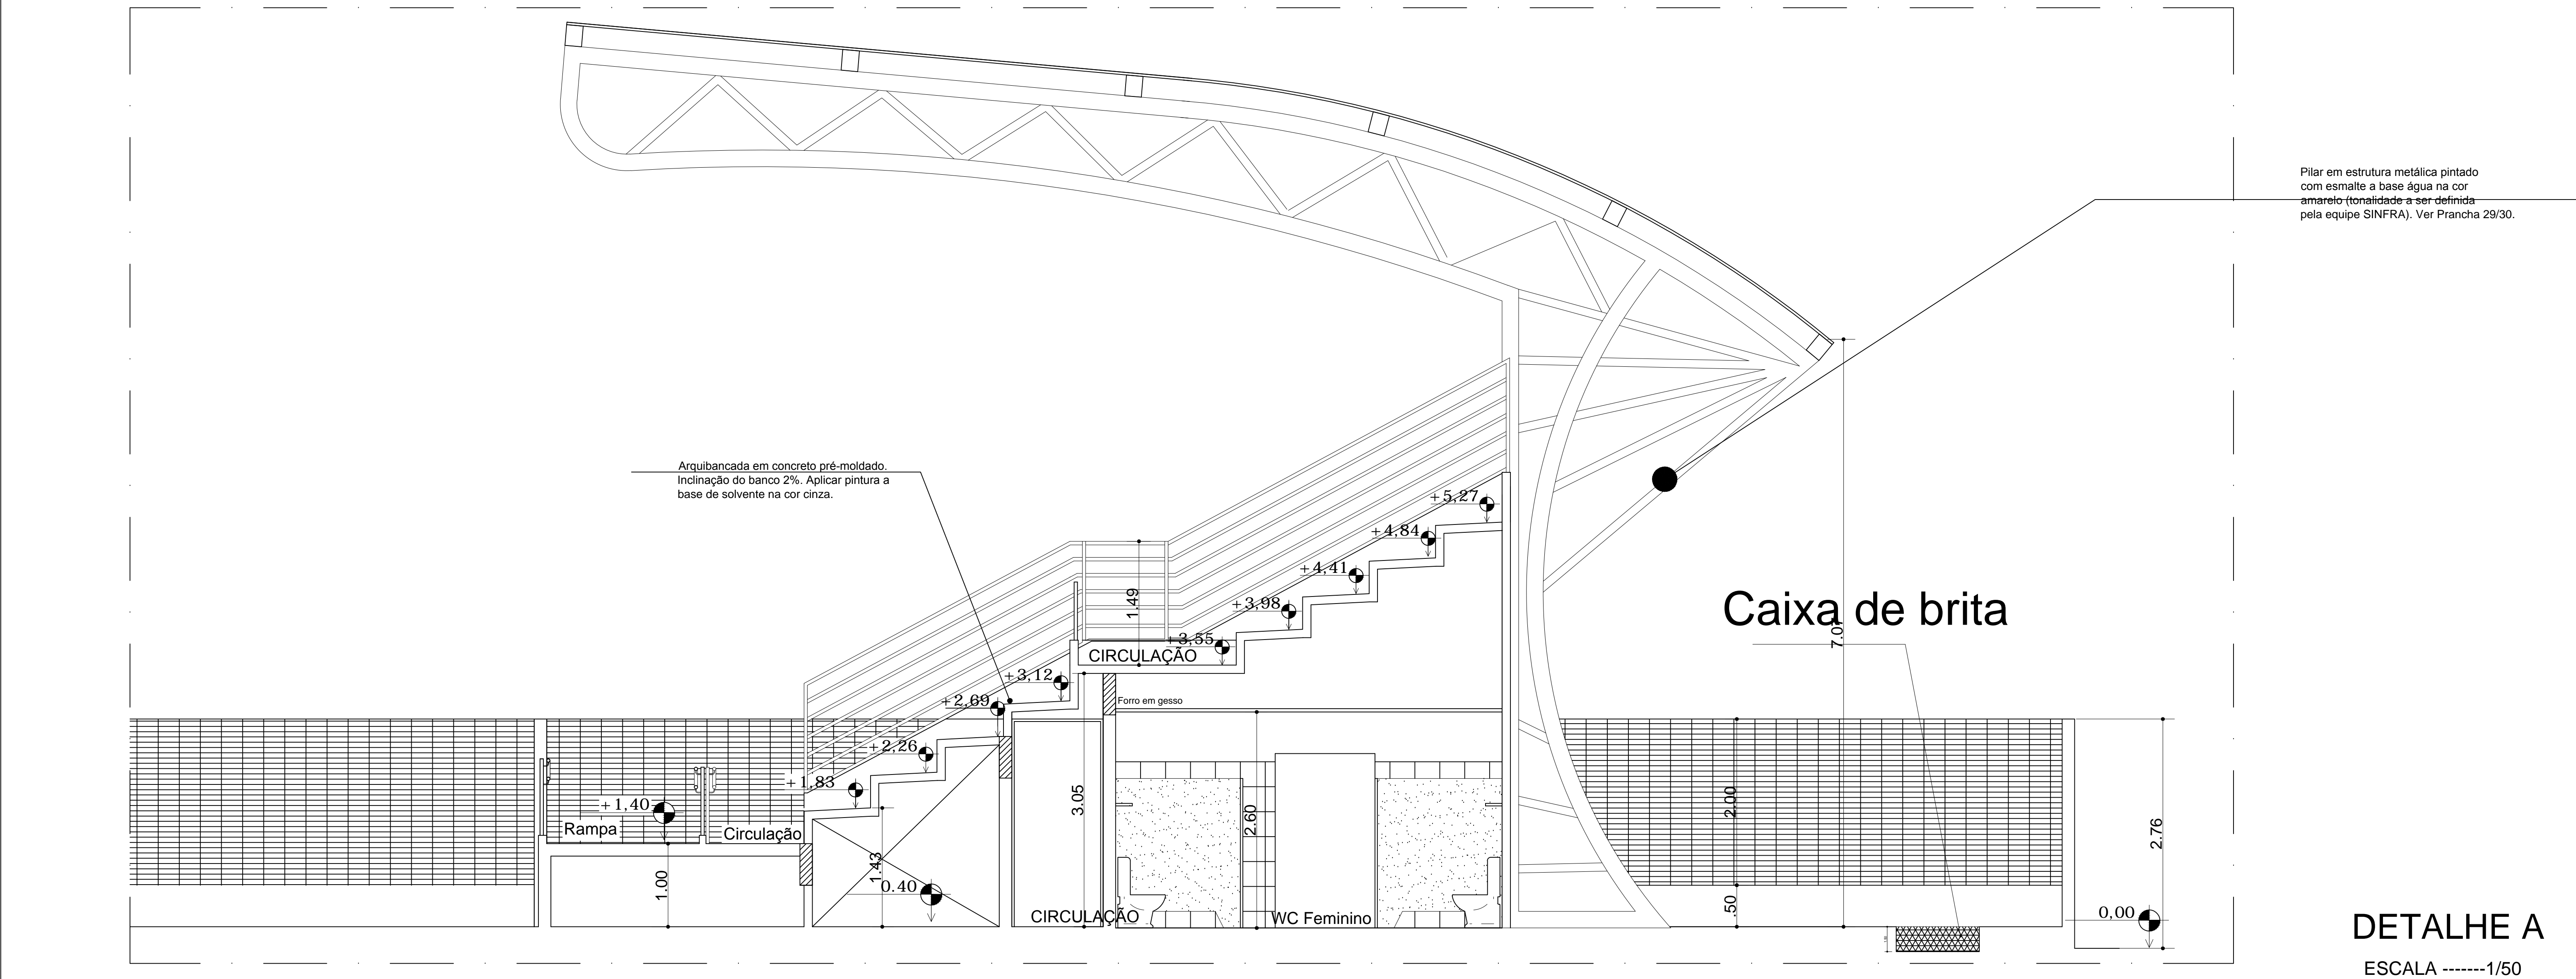 Pilar em estrutura metálica pintado
com esmalte a base água na cor
amarelo (tonalidade a ser definida
pela equipe SINFRA). Ver Prancha 29/30.
Arquibancada em concreto pré-moldado.
Inclinação do banco 2%. Aplicar pintura a
base de solvente na cor cinza.
+5,27
+4,84
+4,41
+3,98
+3,55
1.49
CIRCULAÇÃO
+3,12
+2,69
+2,26
+1,83
+1,40
Forro em gesso
Caixa de brita
7.07
Rampa
Circulação
1.00
1.43
0.40
3.05
2.60
CIRCULAÇÃO
WC Feminino
2.00
.50
2.76
0,00
DETALHE A
ESCALA -------1/50